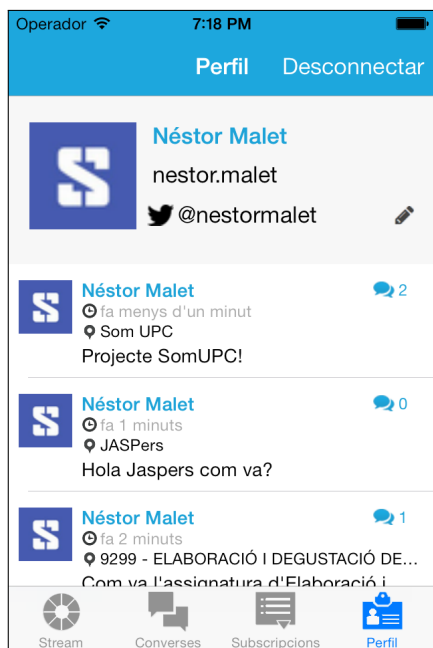 Operador 7:18 PM
Perfil Desconnectar
Néstor Malet
nestor.malet
@nestormalet
Néstor Malet 2
fa menys d'un minut
Som UPC
Projecte SomUPC!
Néstor Malet 0
fa 1 minuts
JASPers
Hola Jaspers com va?
Néstor Malet 1
fa 2 minuts
9299 - ELABORACIÓ I DEGUSTACIÓ DE...
Com va l'assignatura d'Elaboració i
Stream Converses Subscripcions Perfil